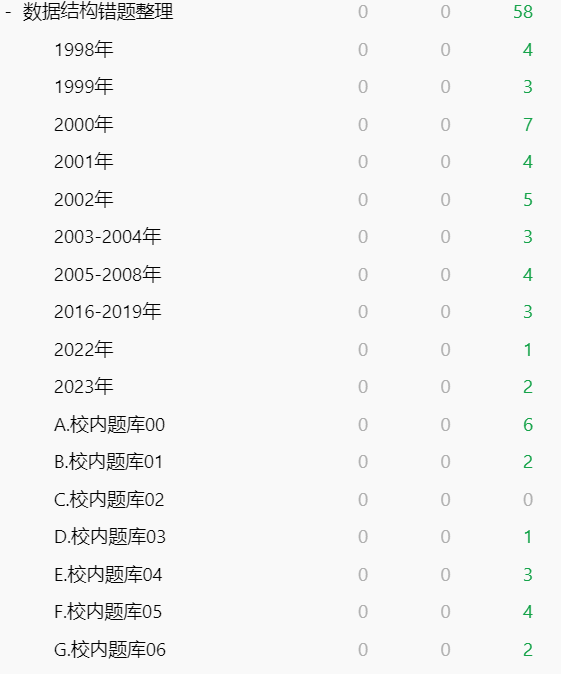 - 数据结构错题整理 0 0 58
1998年 0 0 4
1999年 0 0 3
2000年 0 0 7
2001年 0 0 4
2002年 0 0 5
2003-2004年 0 0 3
2005-2008年 0 0 4
2016-2019年 0 0 3
2022年 0 0 1
2023年 0 0 2
A.校内题库00 0 0 6
B.校内题库01 0 0 2
C.校内题库02 0 0 0
D.校内题库03 0 0 1
E.校内题库04 0 0 3
F.校内题库05 0 0 4
G.校内题库06 0 0 2